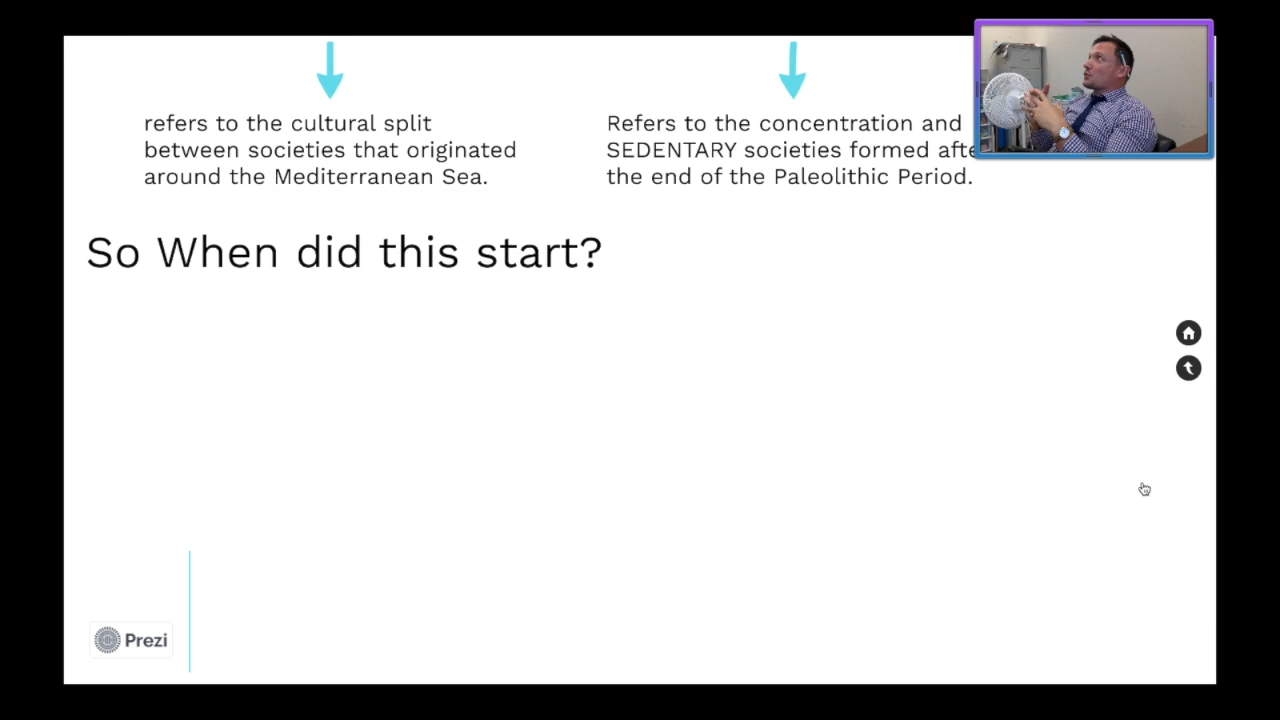 refers to the cultural split
between societies that originated
around the Mediterranean Sea.
Refers to the concentration and
SEDENTARY societies formed afte
the end of the Paleolithic Period.
So When did this start?
Prezi